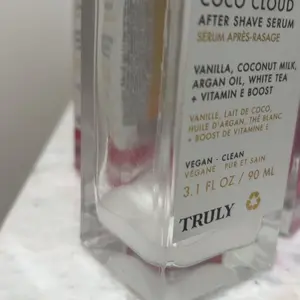 COCO CLOUD
AFTER SHAVE SERUM
SÉRUM APRÈS-RASAGE
VANILLA, COCONUT MILK,
ARGAN OIL, WHITE TEA
+ VITAMIN E BOOST
VANILLE, LAIT DE COCO,
HUILE D'ARGAN, THÉ BLANC
+ BOOST DE VITAMINE E
VEGAN - CLEAN
VÉGANE PUR ET SAIN
3.1 FL OZ / 90 ML
TRULY